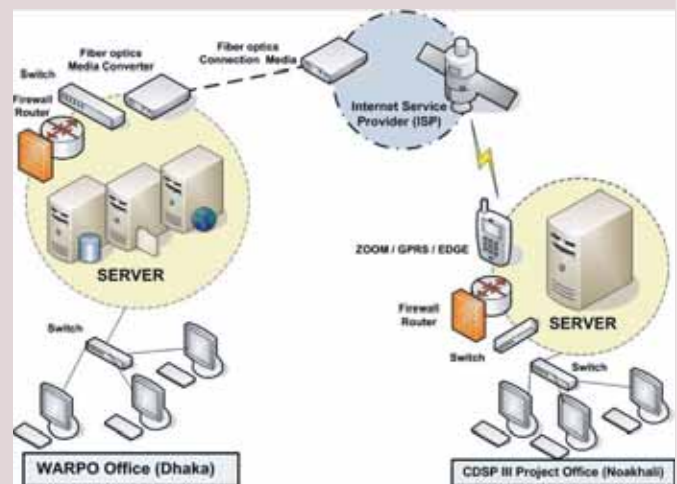 Fiber optics
Media Converter
Fiber optics
Connection Media
Switch
Firewall
Router
Internet Service
Provider (ISP)
SERVER
ZOOM / GPRS / EDGE
Firewall
Router
SERVER
Switch
Switch
Switch
WARPO Office (Dhaka)
CDSP III Project Office (Noakhali)